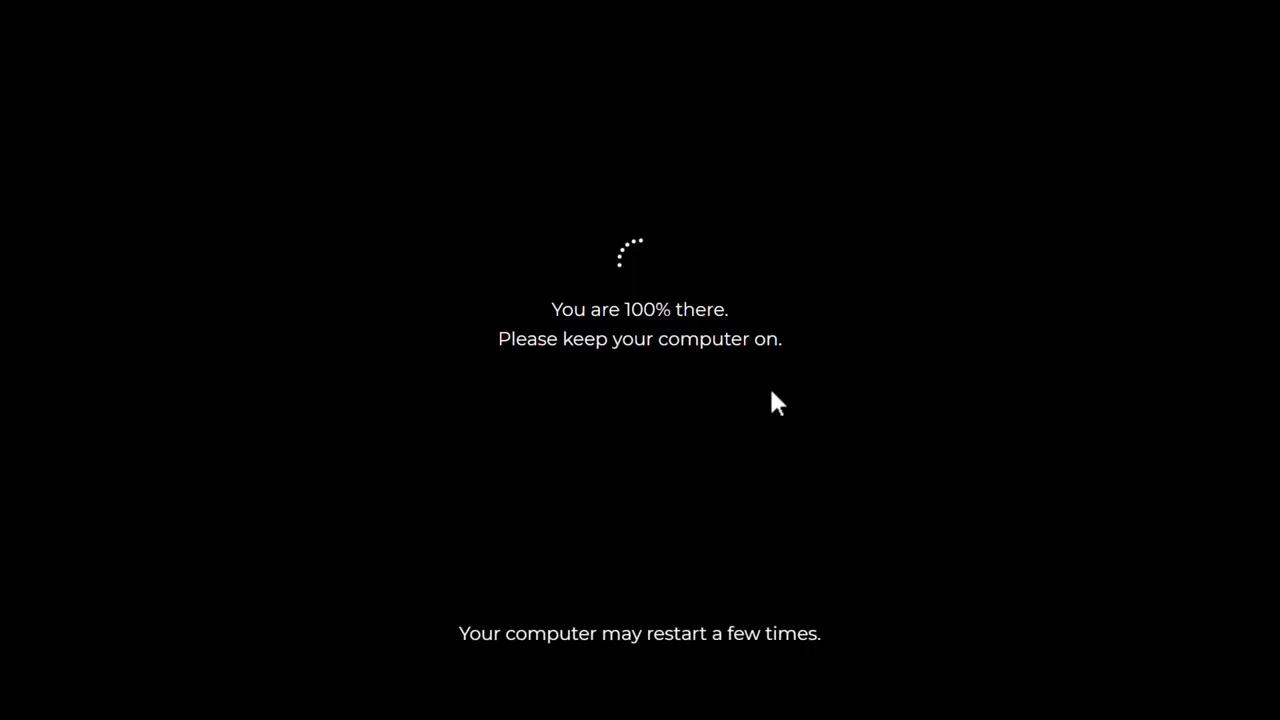 You are 100% there.
Please keep your computer on.
Your computer may restart a few times.